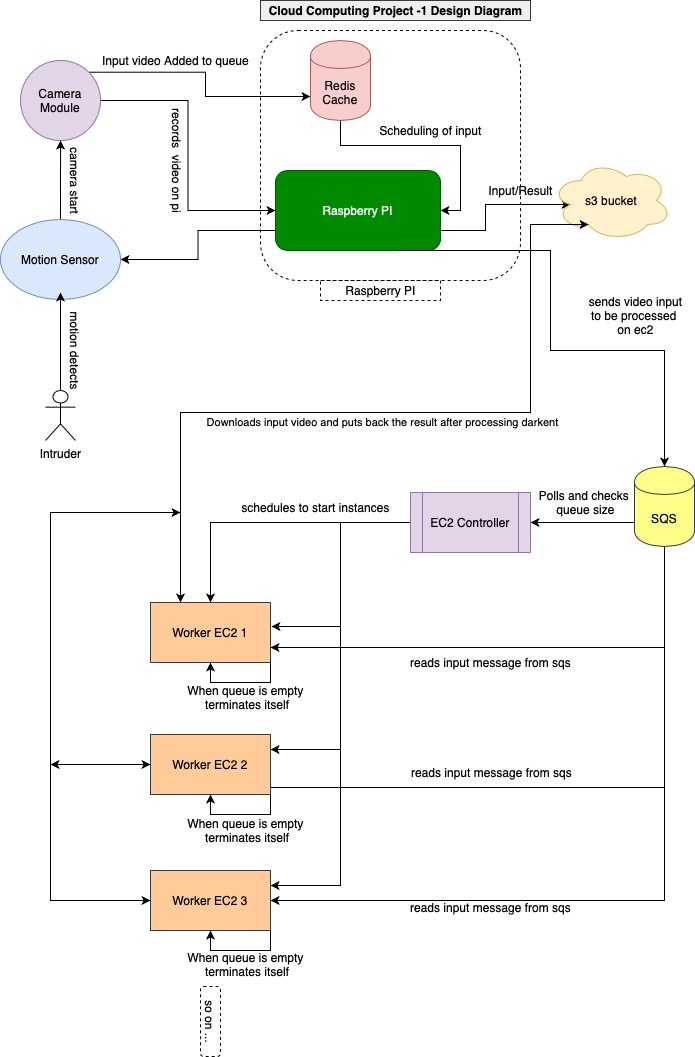 Cloud Computing Project -1 Design Diagram
Input video Added to queue
Camera
Module
Redis
Cache
Scheduling of input
records video on pi
camera start
Raspberry PI
Input/Result
s3 bucket
Motion Sensor
Raspberry PI
sends video input
to be processed
on ec2
motion detects
Intruder
Downloads input video and puts back the result after processing darkent
schedules to start instances
EC2 Controller
Polls and checks
queue size
SQS
Worker EC2 1
reads input message from sqs
When queue is empty
terminates itself
Worker EC2 2
reads input message from sqs
When queue is empty
terminates itself
Worker EC2 3
reads input message from sqs
When queue is empty
terminates itself
so on ...